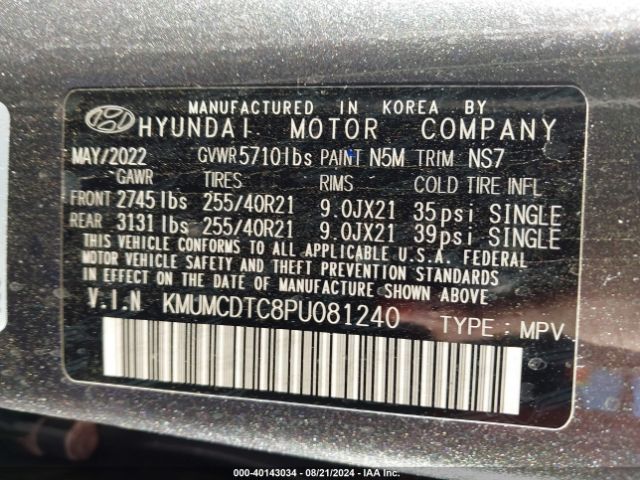 MANUFACTURED IN KOREA BY
HYUNDAI MOTOR COMPANY
MAY/2022 GVWR 5710lbs PAINT N5M TRIM NS7
GAWR TIRES RIMS COLD TIRE INFL
FRONT 2745lbs 255/40R21 9.0JX21 35psi SINGLE
REAR 3131lbs 255/40R21 9.0JX21 39psi SINGLE
THIS VEHICLE CONFORMS TO ALL APPLICABLE U.S.A. FEDERAL
MOTOR VEHICLE SAFETY AND THEFT PREVENTION STANDARDS
IN EFFECT ON THE DATE OF MANUFACTURE SHOWN ABOVE
V.I.N KMUMCDTC8PU081240 TYPE : MPV
000-40143034 - 08/21/2024 - IAA Inc.